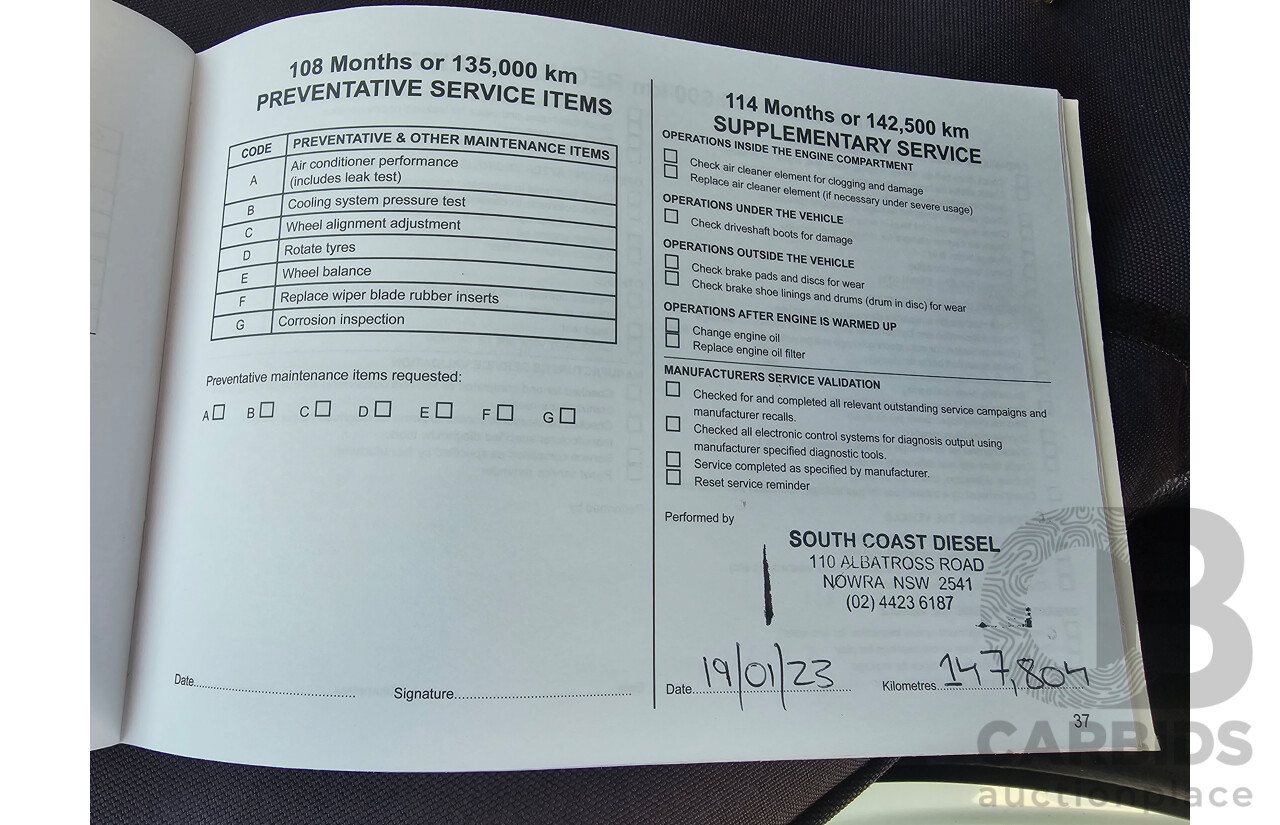 108 Months or 135,000 km
PREVENTATIVE SERVICE ITEMS
CODE PREVENTATIVE & OTHER MAINTENANCE ITEMS
A Air conditioner performance
(includes leak test)
B Cooling system pressure test
C Wheel alignment adjustment
D Rotate tyres
E Wheel balance
F Replace wiper blade rubber inserts
G Corrosion inspection
Preventative maintenance items requested:
A B C D E F G
Date
Signature
114 Months or 142,500 km
SUPPLEMENTARY SERVICE
OPERATIONS INSIDE THE ENGINE COMPARTMENT
Check air cleaner element for clogging and damage
Replace air cleaner element (if necessary under severe usage)
OPERATIONS UNDER THE VEHICLE
Check driveshaft boots for damage
OPERATIONS OUTSIDE THE VEHICLE
Check brake pads and discs for wear
Check brake shoe linings and drums (drum in disc) for wear
OPERATIONS AFTER ENGINE IS WARMED UP
Change engine oil
Replace engine oil filter
MANUFACTURERS SERVICE VALIDATION
Checked for and completed all relevant outstanding service campaigns and
manufacturer recalls.
Checked all electronic control systems for diagnosis output using
manufacturer specified diagnostic tools.
Service completed as specified by manufacturer.
Reset service reminder
Performed by
SOUTH COAST DIESEL
110 ALBATROSS ROAD
NOWRA NSW 2541
(02) 4423 6187
Date 19/01/23
Kilometres 147,804
37
CB
CARBIDS
auctionplace